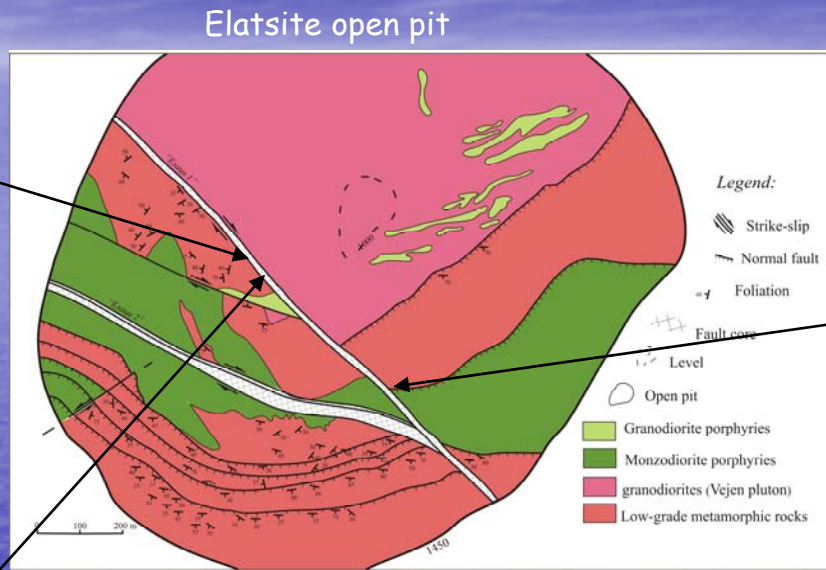 Elatsite open pit
1000
Legend:
Strike-slip
Normal fault
Foliation
Fault core
Level
Open pit
Granodiorite porphyries
Monzodiorite porphyries
granodiorites (Vejen pluton)
Low-grade metamorphic rocks
0 100 200 m
1450